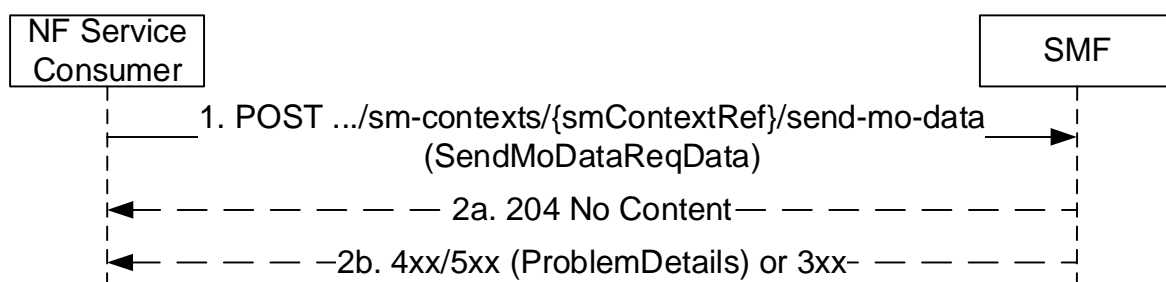 NF Service
Consumer
SMF
1. POST .../sm-contexts/{smContextRef}/send-mo-data
(SendMoDataReqData)
2a. 204 No Content
2b. 4xx/5xx (ProblemDetails) or 3xx